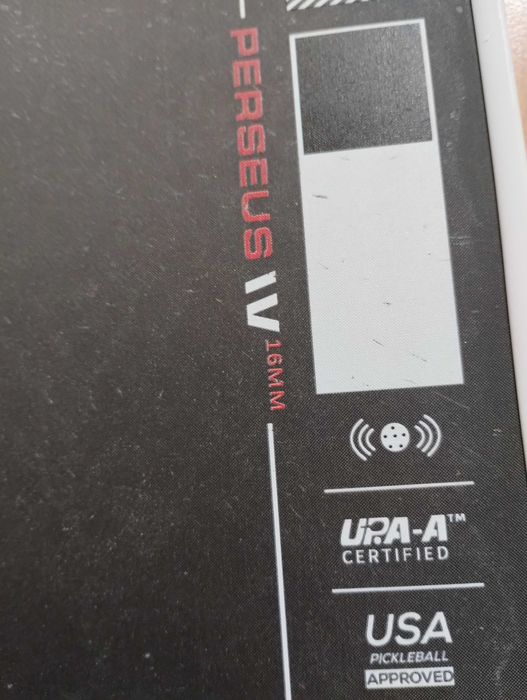 PERSEUS IV 16MM
UPA-A™
CERTIFIED
USA
PICKLEBALL
APPROVED